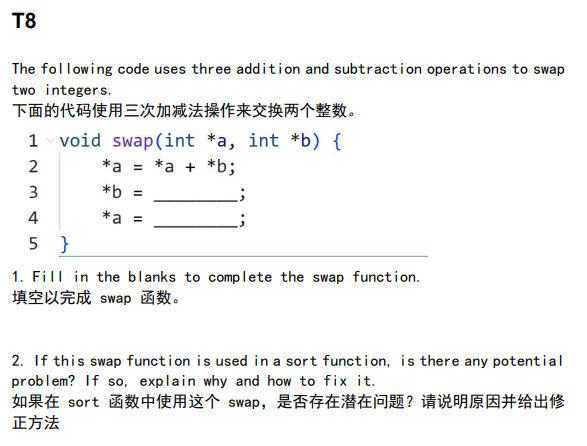 T8
The following code uses three addition and subtraction operations to swap
two integers.
下面的代码使用三次加减法操作来交换两个整数。
1 void swap(int *a, int *b) {
2 *a = *a + *b;
3 *b = ________;
4 *a = ________;
5 }
1. Fill in the blanks to complete the swap function.
填空以完成 swap 函数。
2. If this swap function is used in a sort function, is there any potential
problem? If so, explain why and how to fix it.
如果在 sort 函数中使用这个 swap，是否存在潜在问题？请说明原因并给出修
正方法